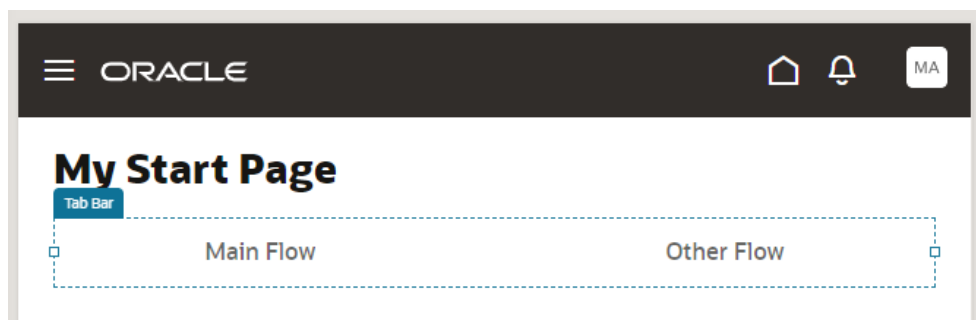 ORACLE
MA
My Start Page
Tab Bar
Main Flow Other Flow